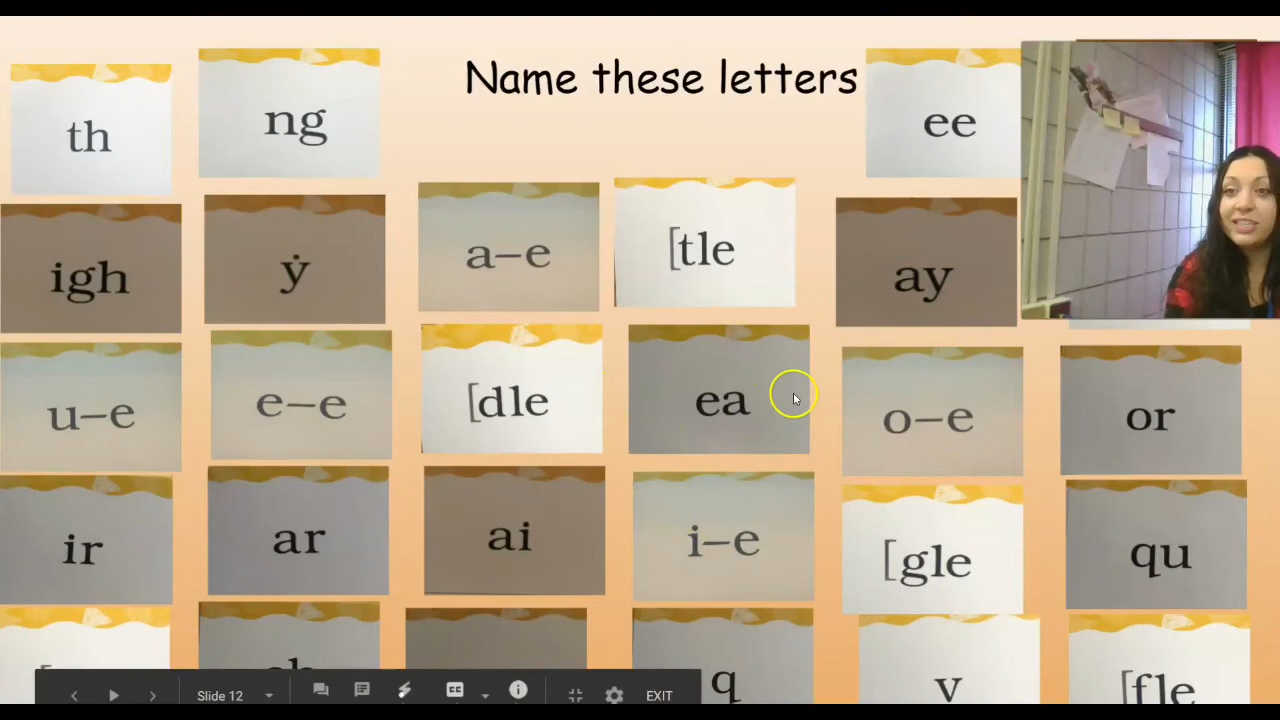 Name these letters
th
ng
ee
igh
ẏ
a–e
[tle
ay
u–e
e–e
[dle
ea
o–e
or
ir
ar
ai
i–e
[gle
qu
q
v
[fle
Slide 12
CC
EXIT